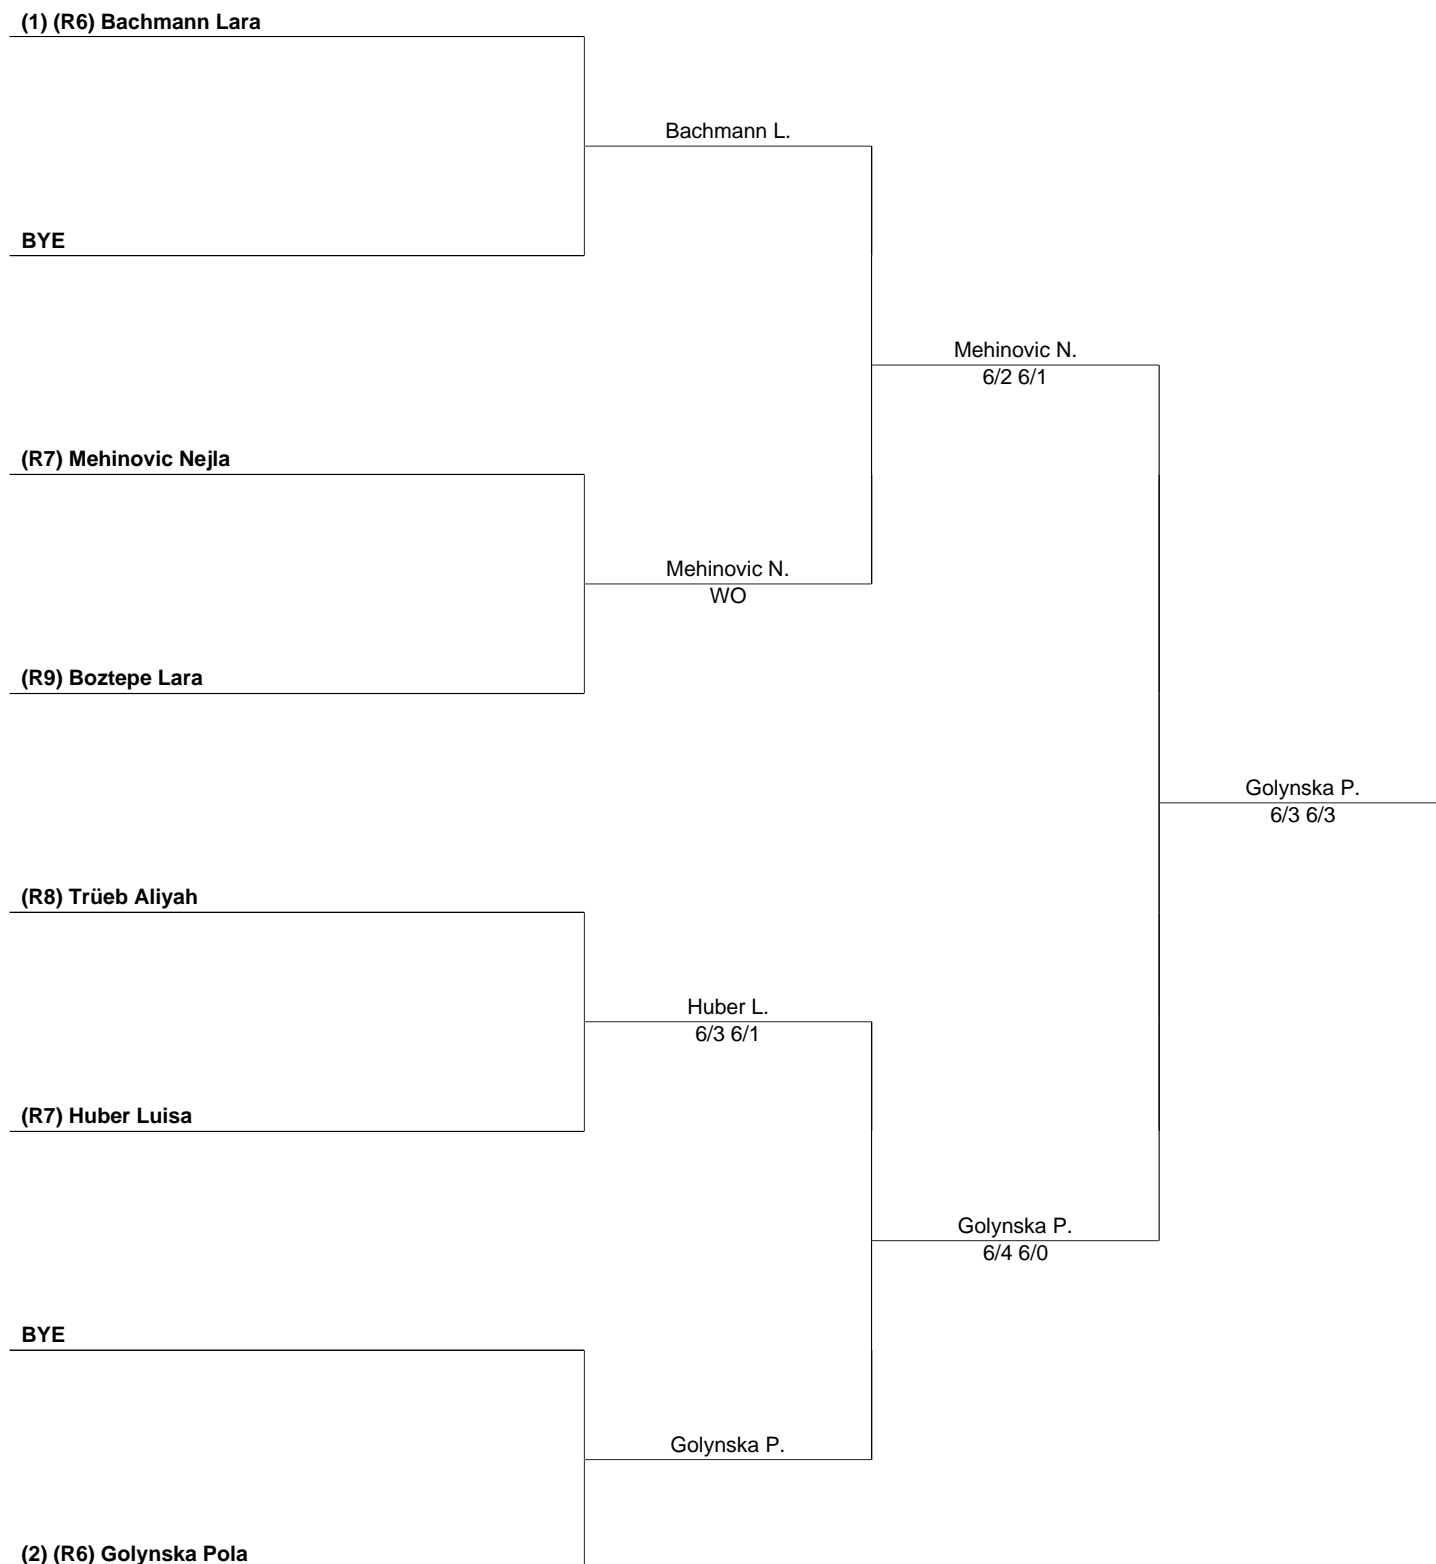 (1) (R6) Bachmann Lara
Bachmann L.
BYE
Mehinovic N.
6/2 6/1
(R7) Mehinovic Nejla
Mehinovic N.
WO
(R9) Boztepe Lara
Golynska P.
6/3 6/3
(R8) Trüeb Aliyah
Huber L.
6/3 6/1
(R7) Huber Luisa
Golynska P.
6/4 6/0
BYE
Golynska P.
(2) (R6) Golynska Pola